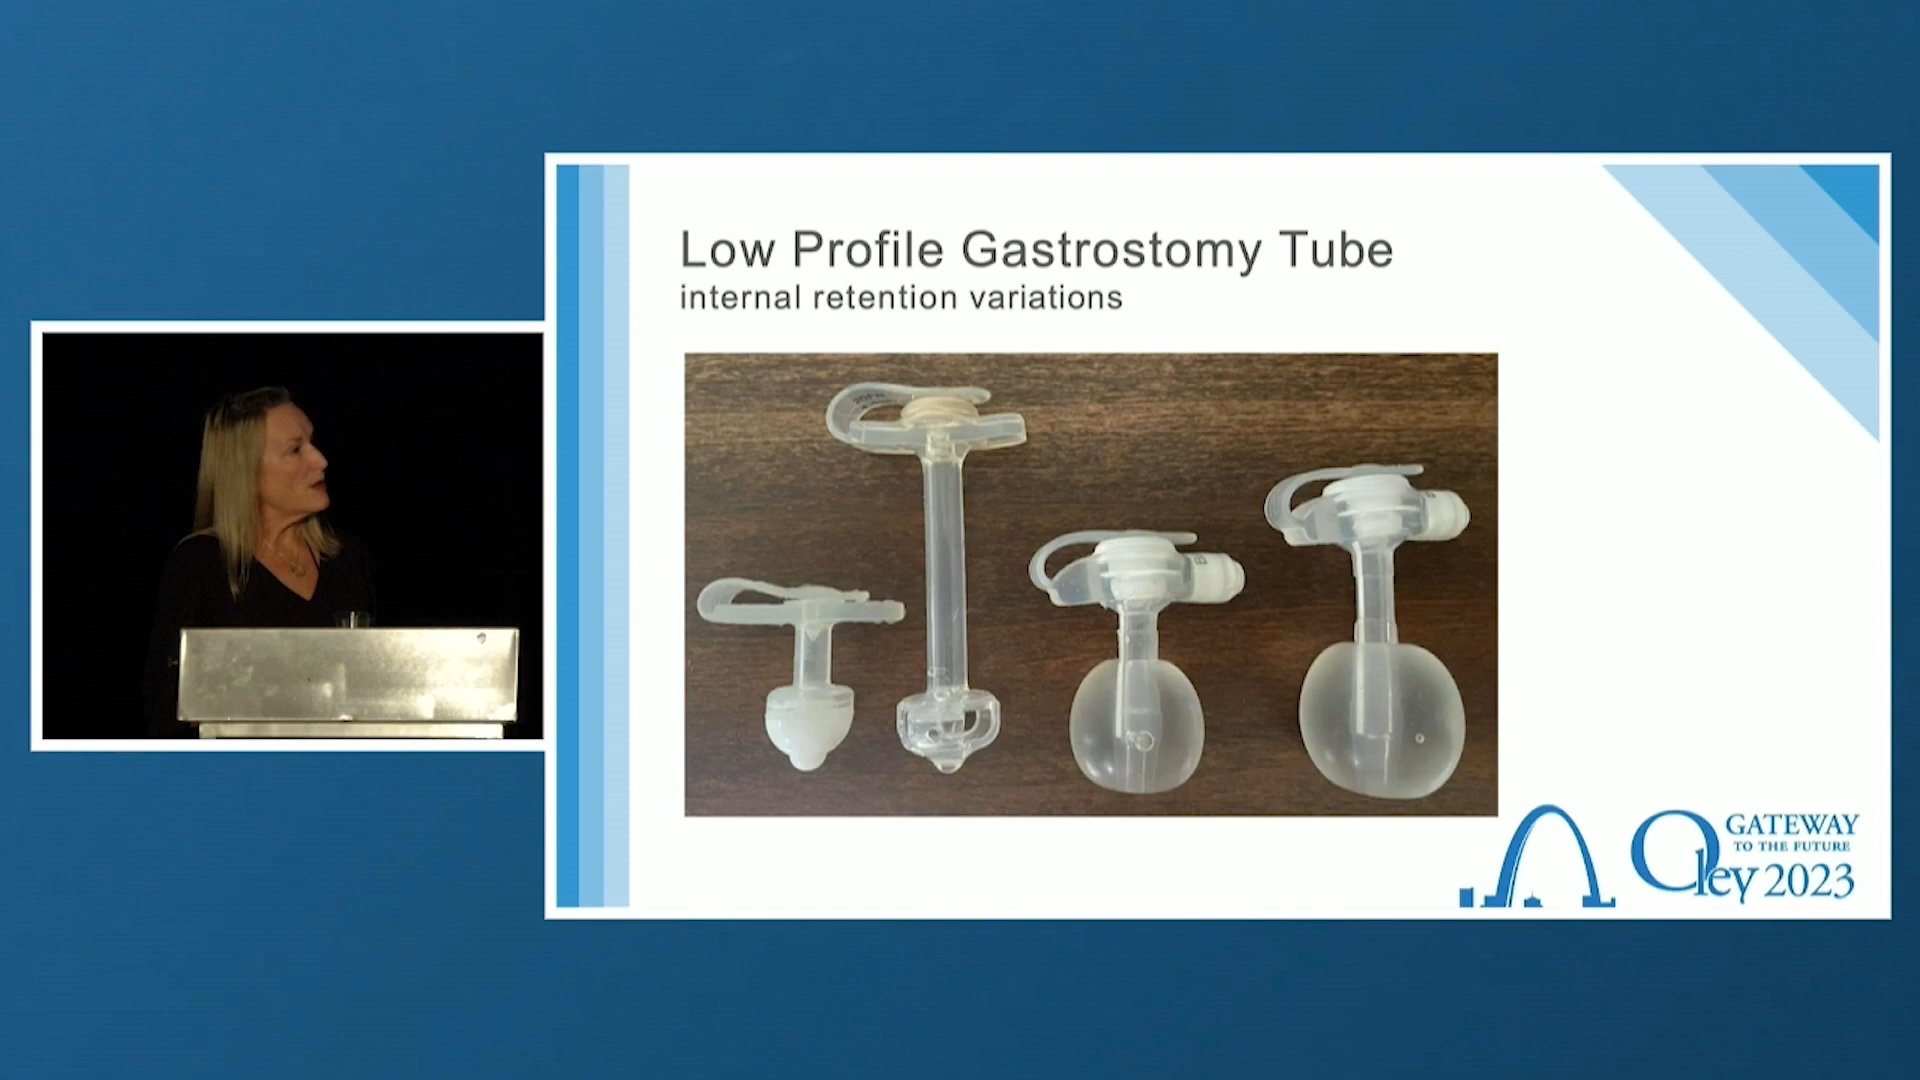 Low Profile Gastrostomy Tube
internal retention variations
GATEWAY
TO THE FUTURE
Oley 2023